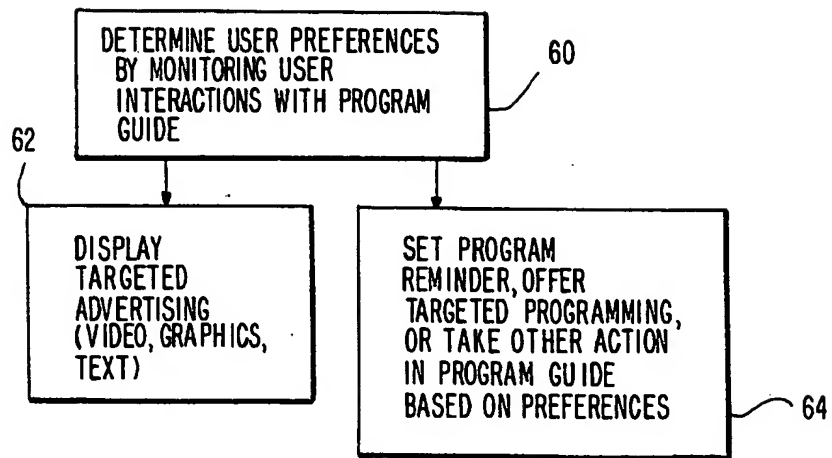 DETERMINE USER PREFERENCES
BY MONITORING USER
INTERACTIONS WITH PROGRAM
GUIDE
60
62
DISPLAY
TARGETED
ADVERTISING
(VIDEO, GRAPHICS,
TEXT)
SET PROGRAM
REMINDER, OFFER
TARGETED PROGRAMMING,
OR TAKE OTHER ACTION
IN PROGRAM GUIDE
BASED ON PREFERENCES
64